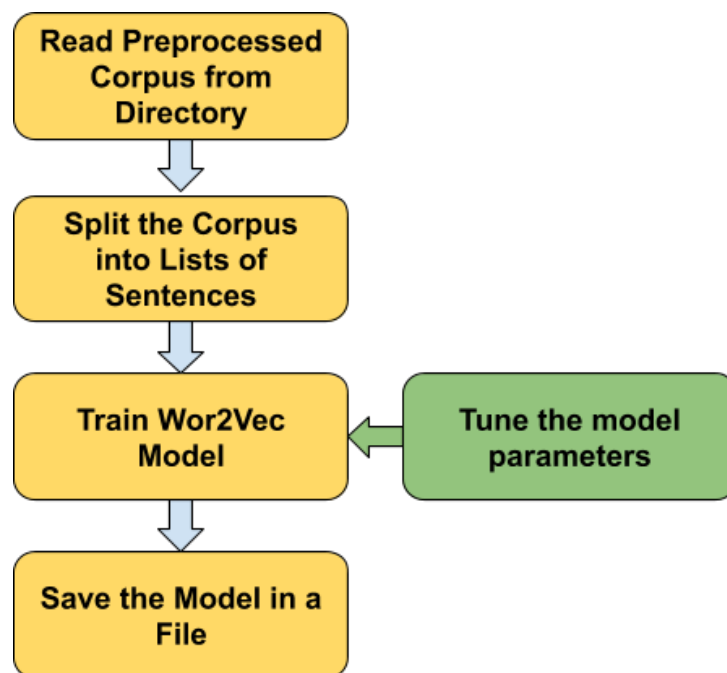 Read Preprocessed
Corpus from
Directory
Split the Corpus
into Lists of
Sentences
Train Wor2Vec
Model
Tune the model
parameters
Save the Model in a
File